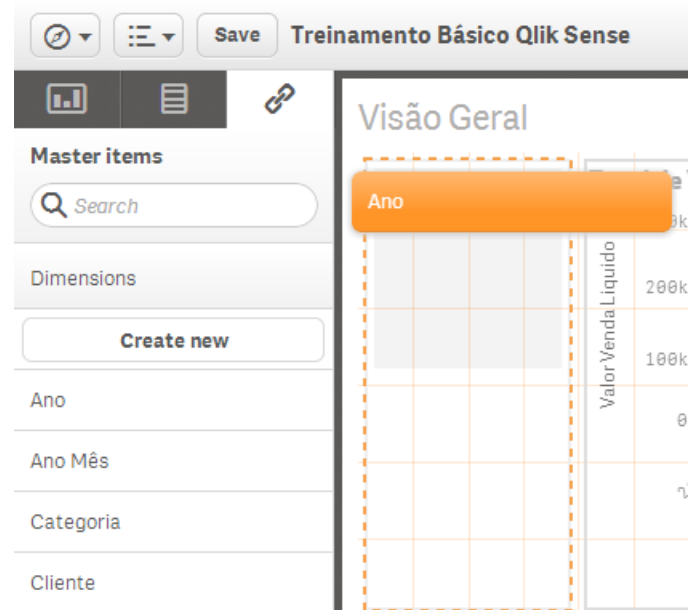 Save Treinamento Básico Qlik Sense
Master items
Search
Dimensions
Create new
Ano
Ano Mês
Categoria
Cliente
Visão Geral
Ano
Valor Venda Liquido
200k
100k
0